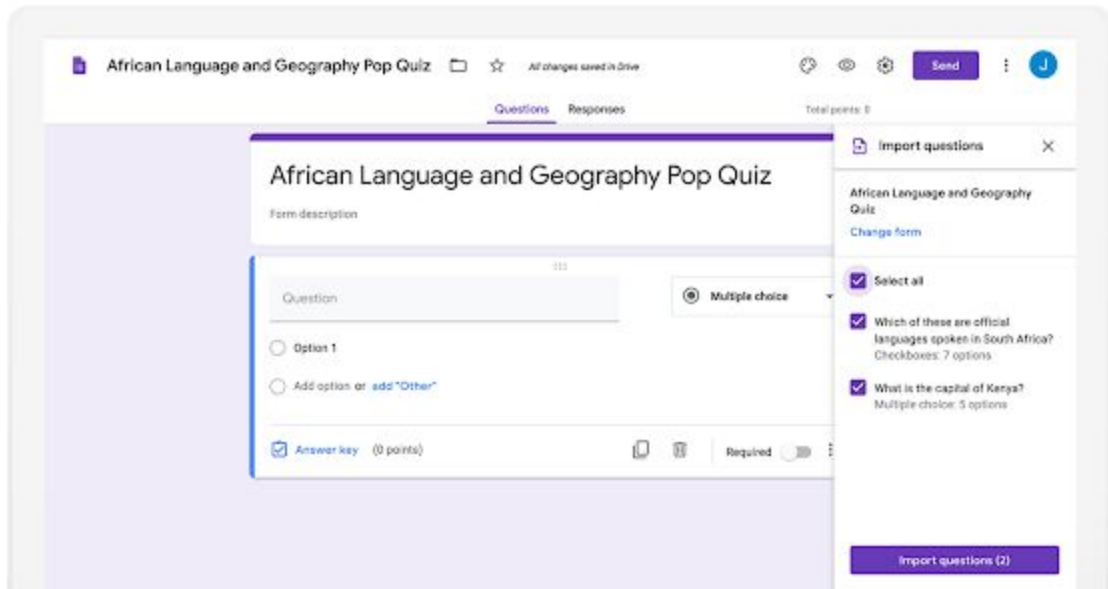 African Language and Geography Pop Quiz
All changes saved in Drive
Send
J
Questions
Responses
Total points: 0
African Language and Geography Pop Quiz
Form description
Question
Multiple choice
Option 1
Add option or add "Other"
Answer key (0 points)
Required
Import questions
African Language and Geography
Quiz
Change form
Select all
Which of these are official
languages spoken in South Africa?
Checkboxes: 7 options
What is the capital of Kenya?
Multiple choice: 5 options
Import questions (2)